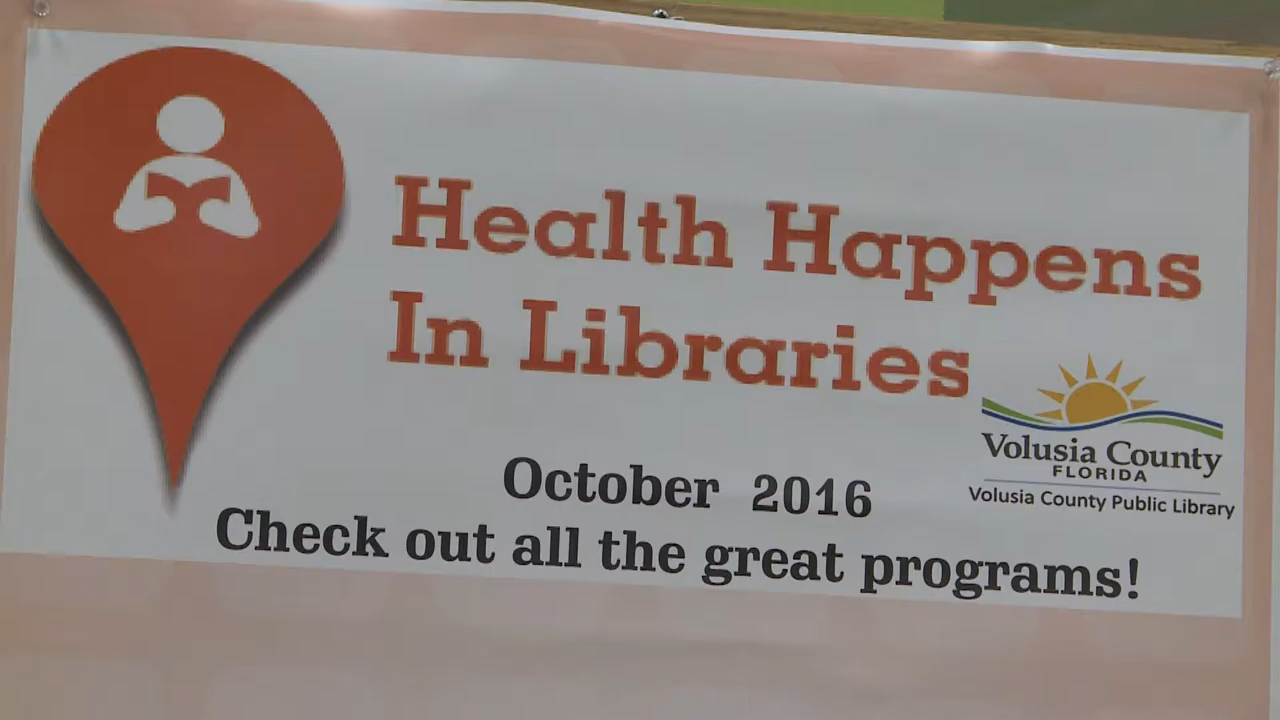 Health Happens
In Libraries
Volusia County
FLORIDA
Volusia County Public Library
October 2016
Check out all the great programs!